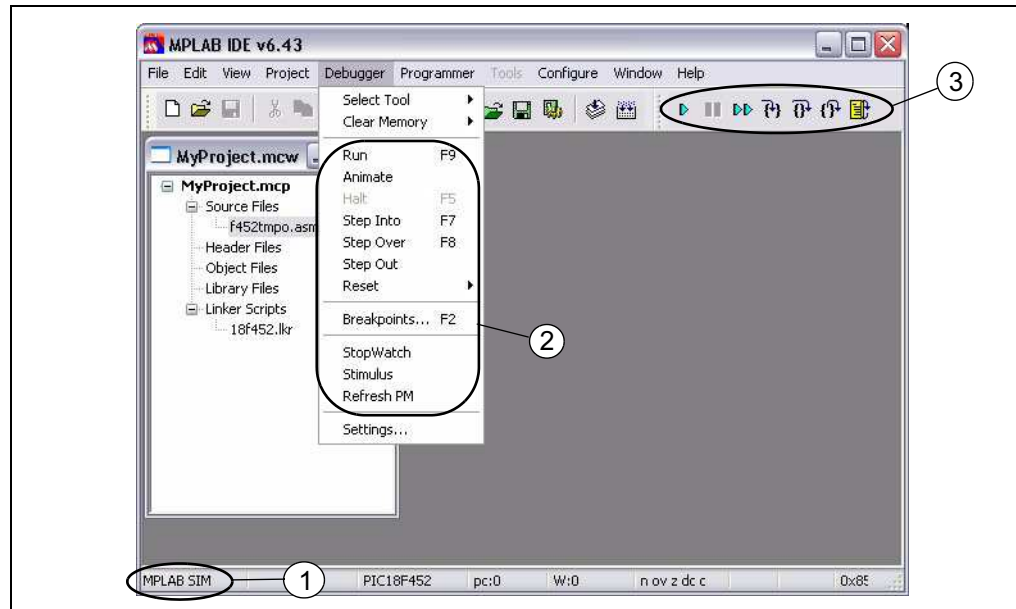 MPLAB IDE v6.43
File Edit View Project Debugger Programmer Tools Configure Window Help
3
Select Tool
Clear Memory
MyProject.mcw
MyProject.mcp
Source Files
f452tmpo.asm
Header Files
Object Files
Library Files
Linker Scripts
18f452.lkr
Run F9
Animate
Halt F5
Step Into F7
Step Over F8
Step Out
Reset
Breakpoints... F2
2
StopWatch
Stimulus
Refresh PM
Settings...
MPLAB SIM 1 PIC18F452 pc:0 W:0 n ov z dc c